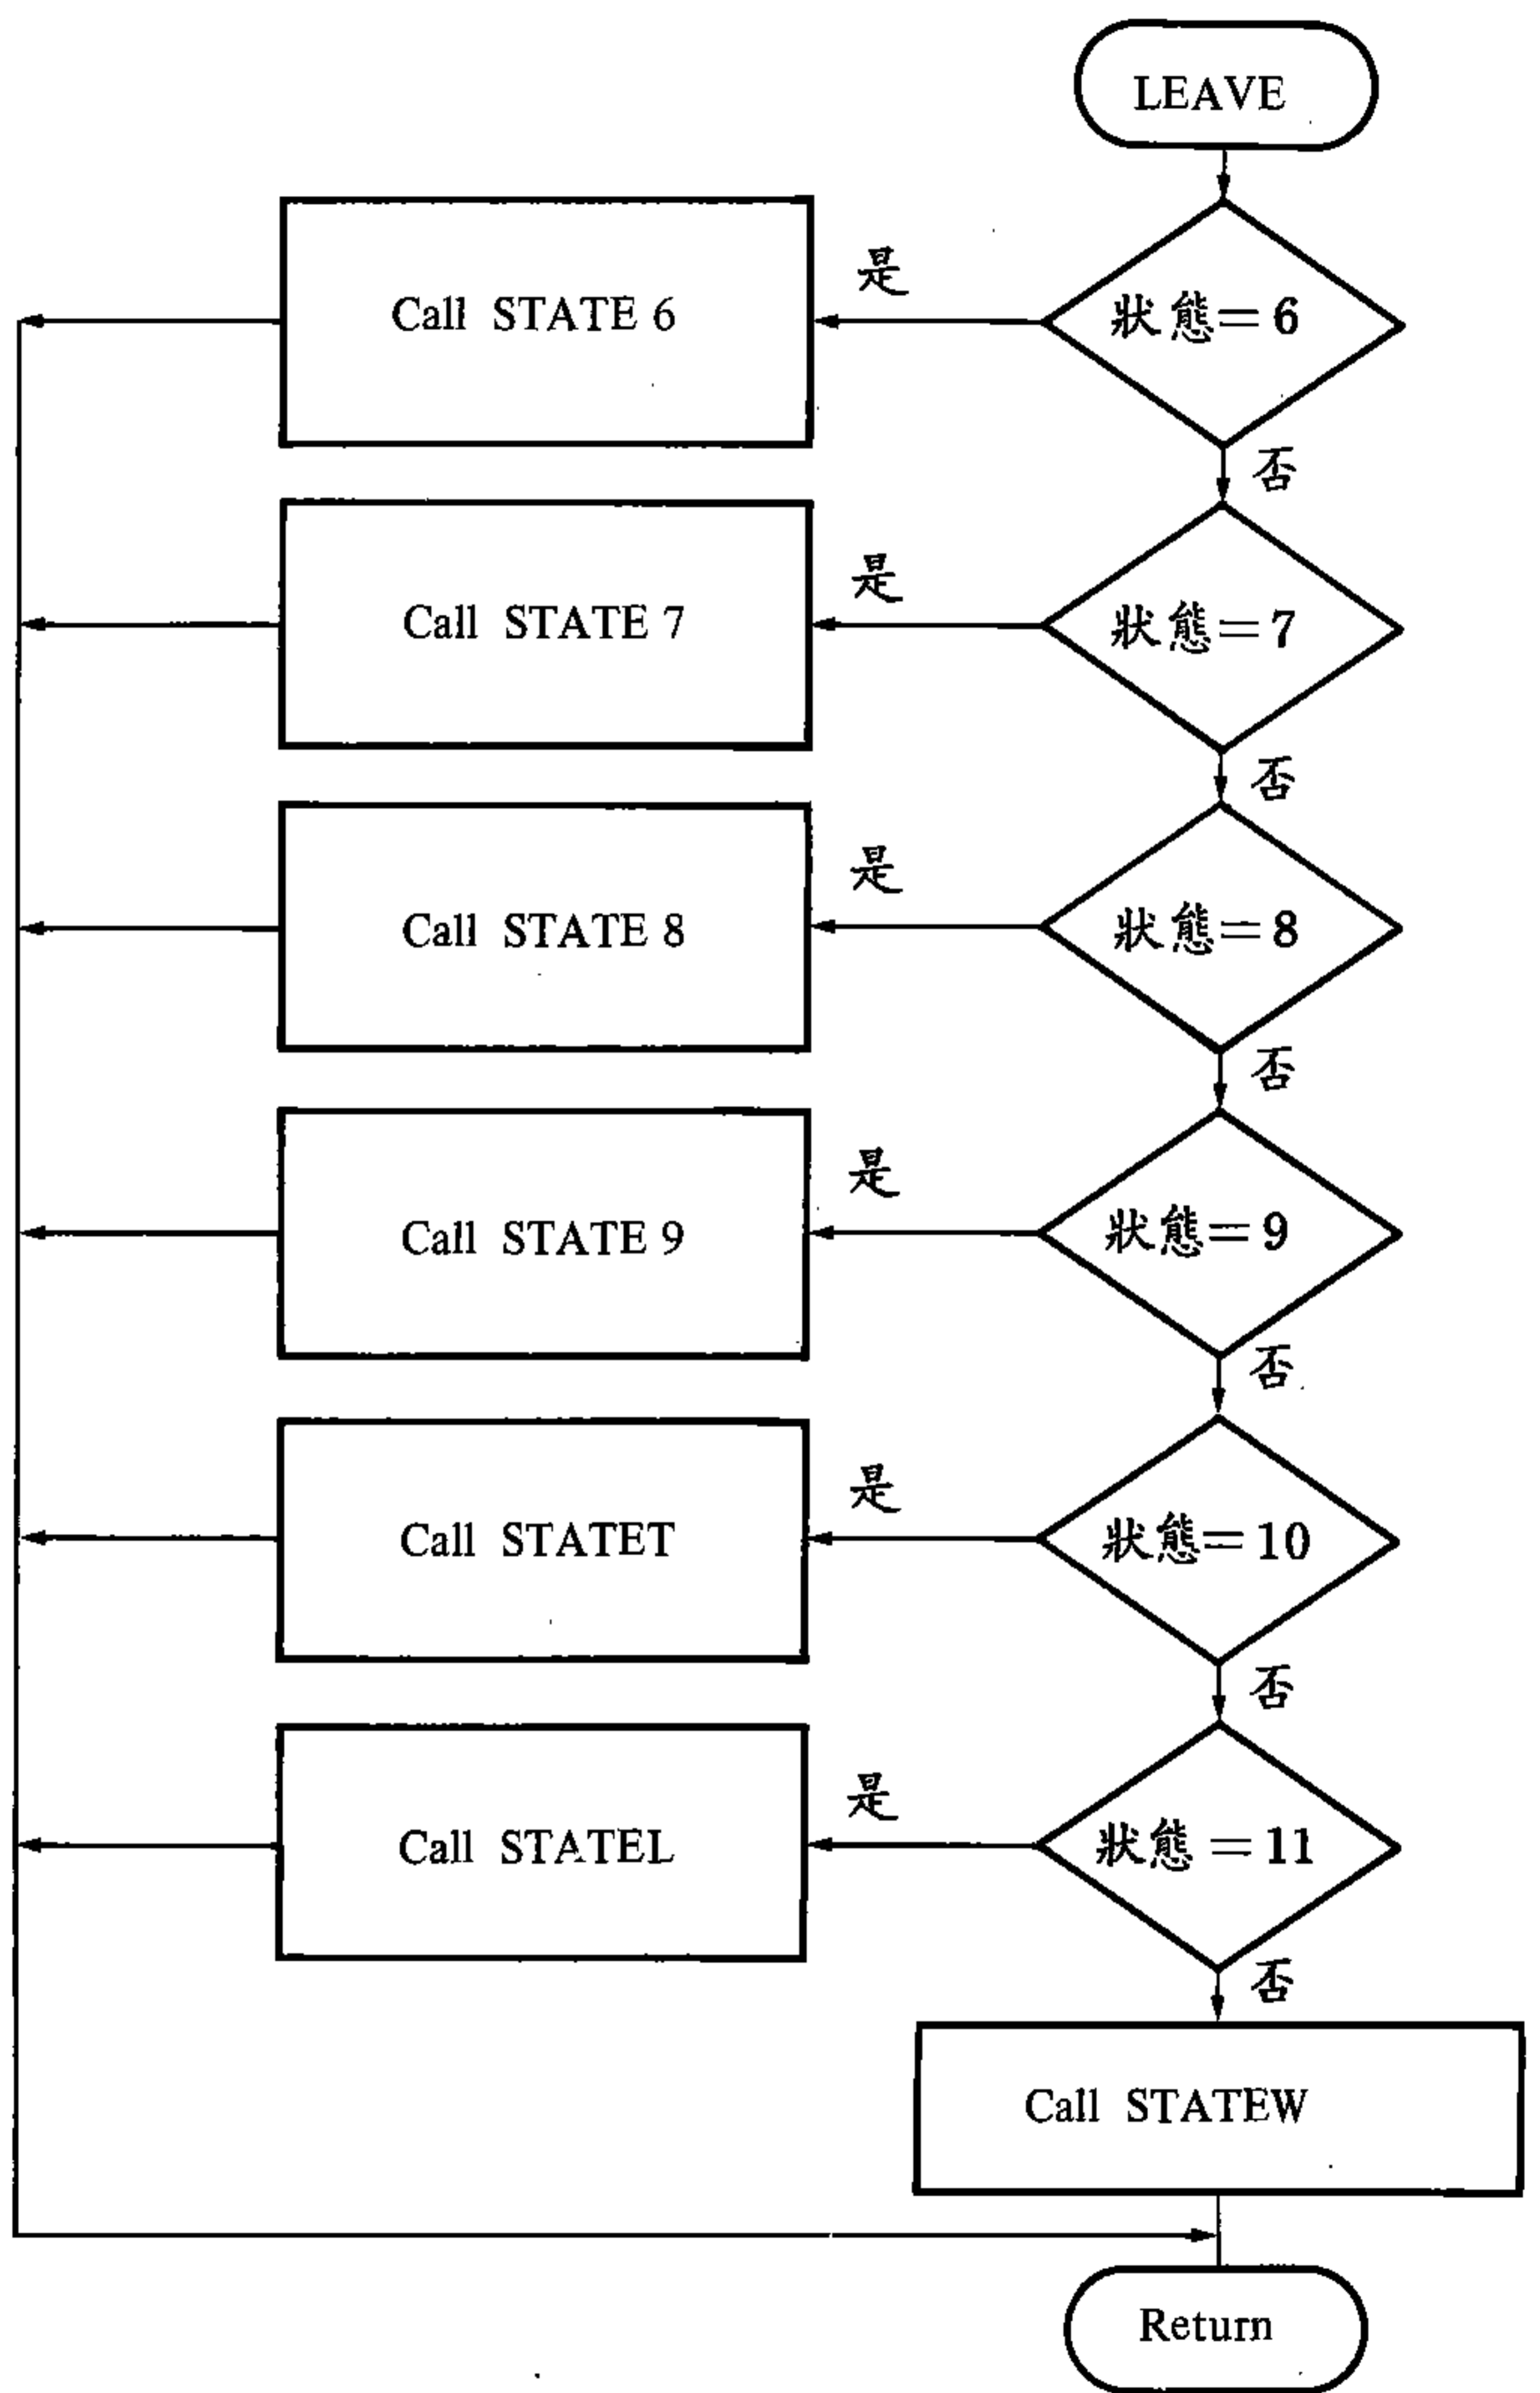 LEAVE
狀態=6
是
Call STATE 6
否
狀態=7
是
Call STATE 7
否
狀態=8
是
Call STATE 8
否
狀態=9
是
Call STATE 9
否
狀態=10
是
Call STATET
否
狀態=11
是
Call STATEL
否
Call STATEW
Return